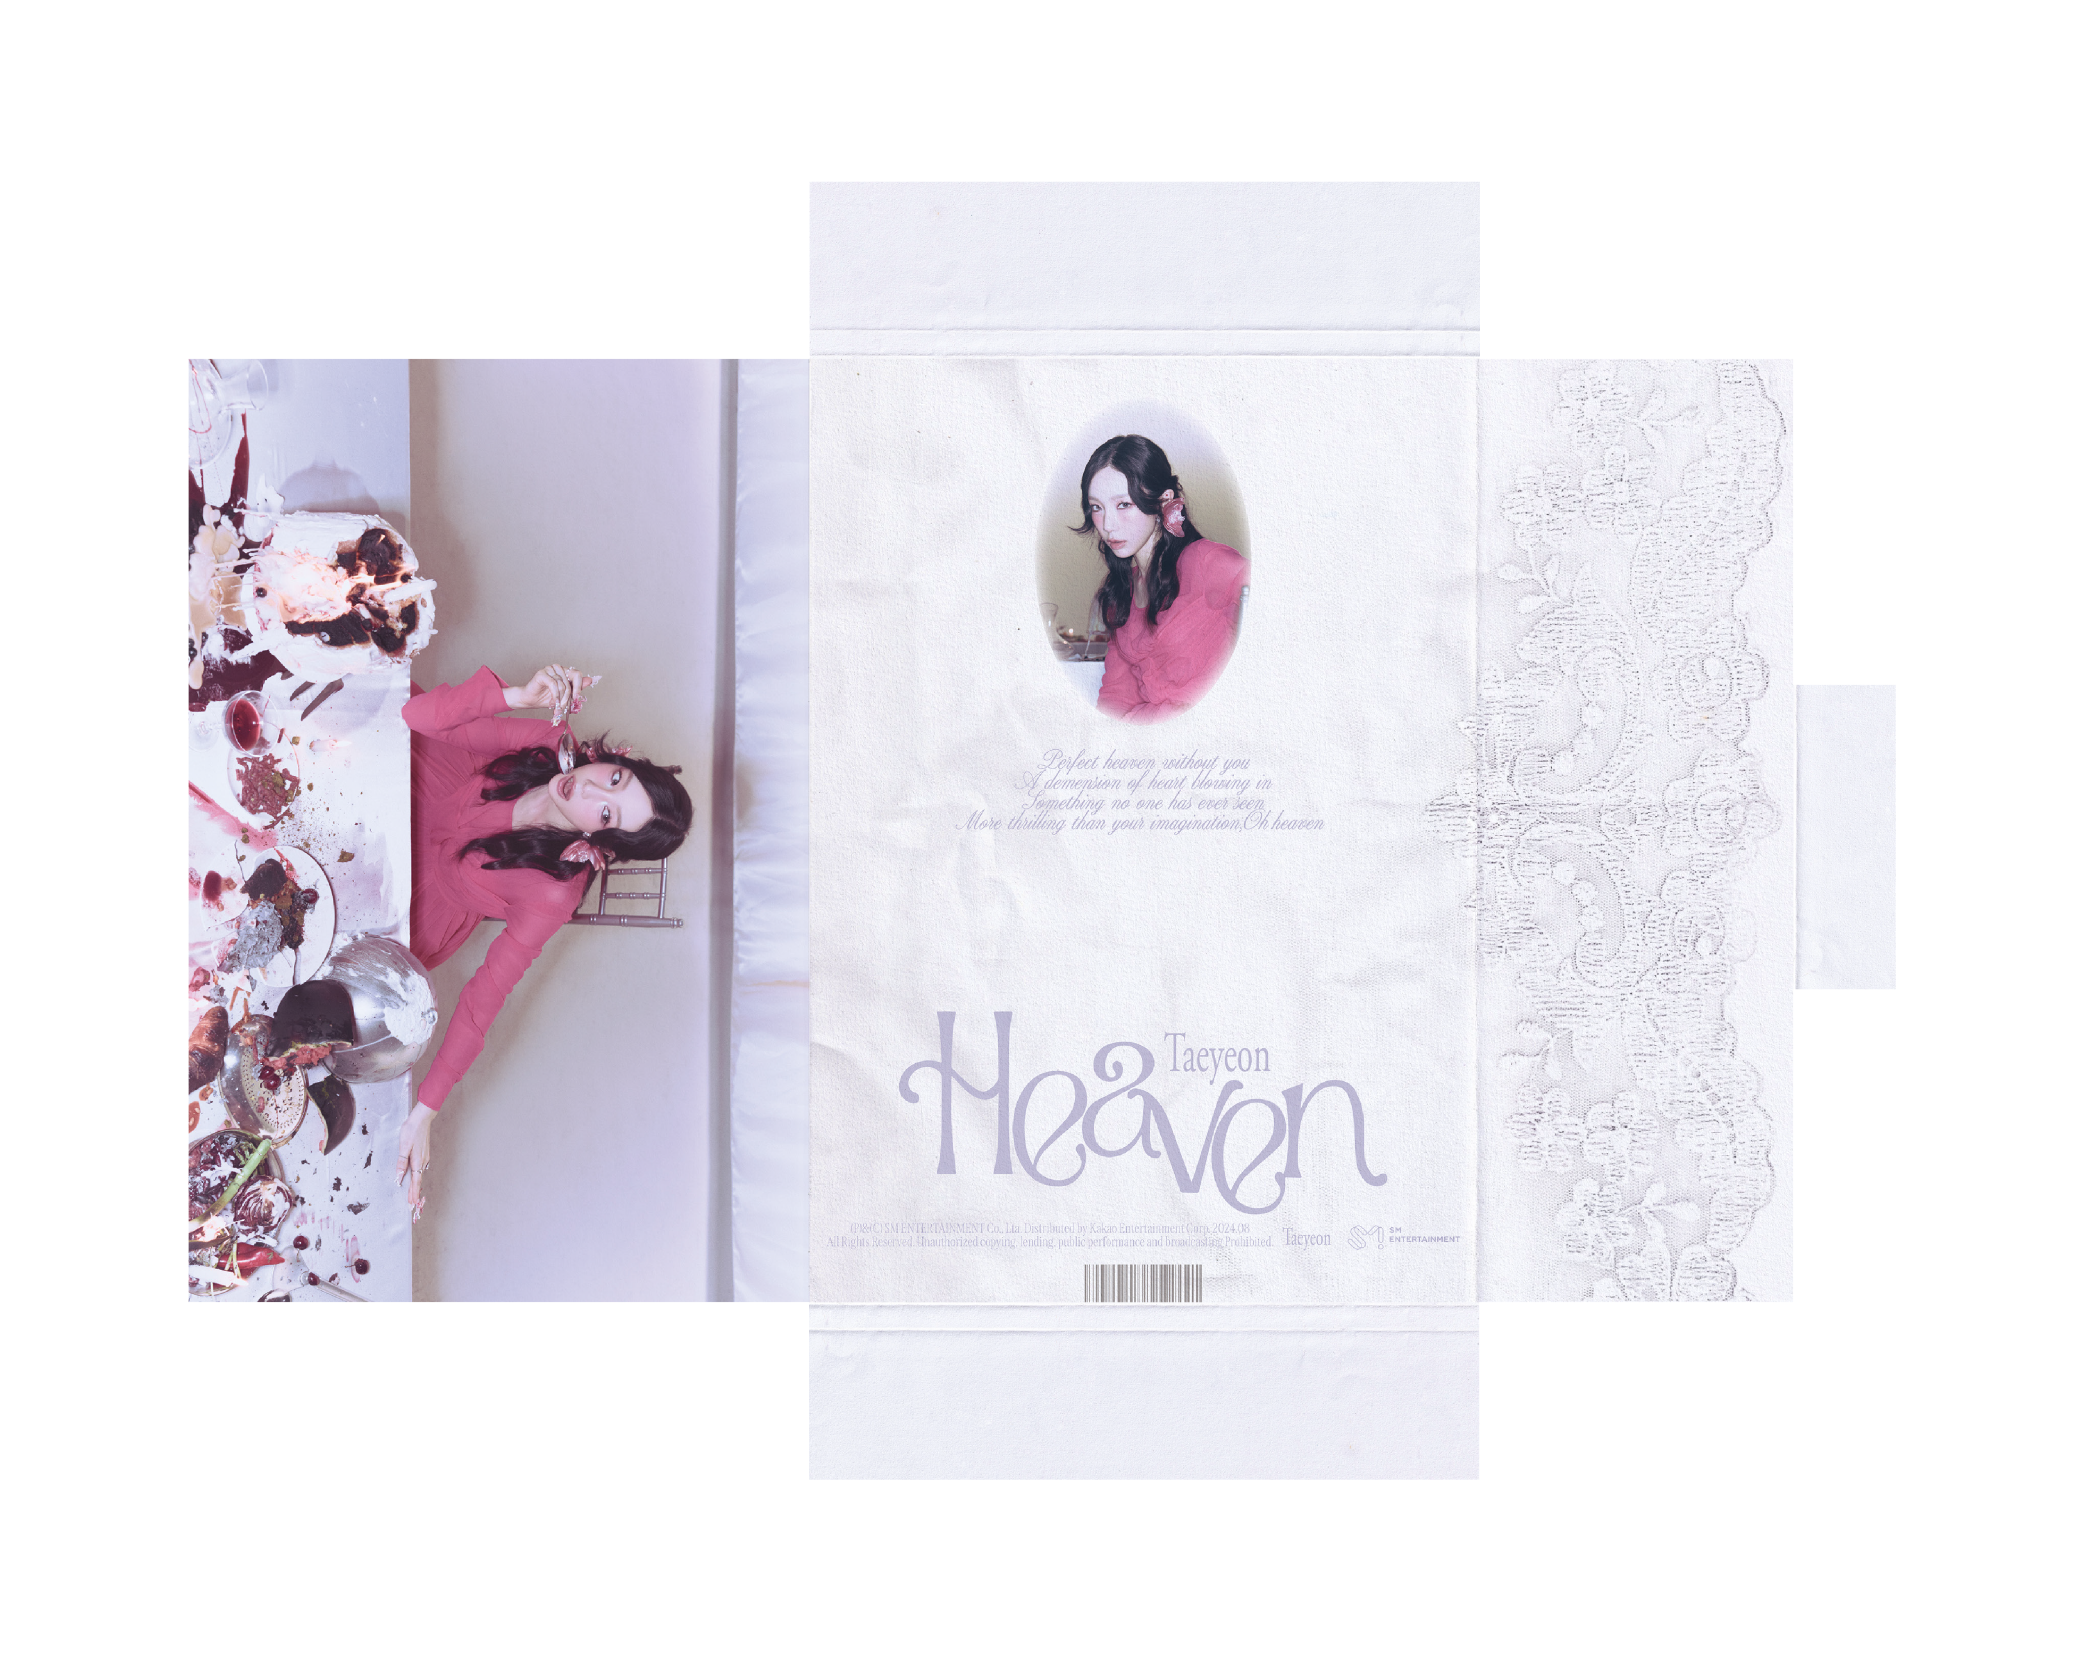 Perfect heaven without you
A demension of heart blowing in
Something no one has ever seen
More thrilling than your imagination,Oh heaven
Taeyeon
Heaven
(P)&(C) SM ENTERTAINMENT Co., Ltd. Distributed by Kakao Entertainment Corp. 2024.08
All Rights Reserved. Unauthorized copying, lending, public performance and broadcasting Prohibited.
Taeyeon
SM
ENTERTAINMENT